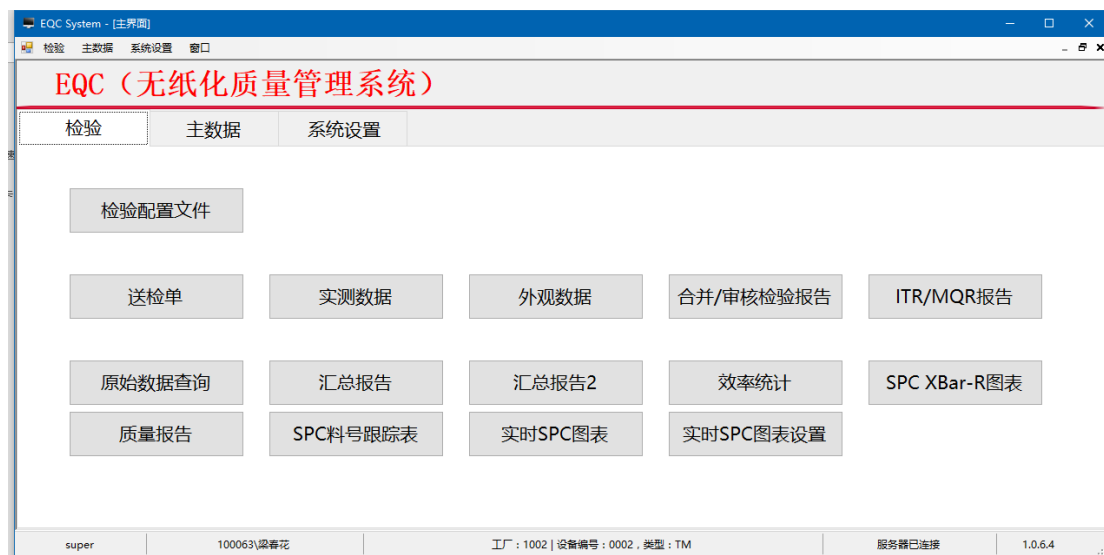 EQC System - [主界面]
检验 主数据 系统设置 窗口
EQC（无纸化质量管理系统）
检验 主数据 系统设置
检验配置文件
送检单 实测数据 外观数据 合并/审核检验报告 ITR/MQR报告
原始数据查询 汇总报告 汇总报告2 效率统计 SPC XBar-R图表
质量报告 SPC料号跟踪表 实时SPC图表 实时SPC图表设置
super 100063\梁春花 工厂：1002 | 设备编号：0002，类型：TM 服务器已连接 1.0.6.4